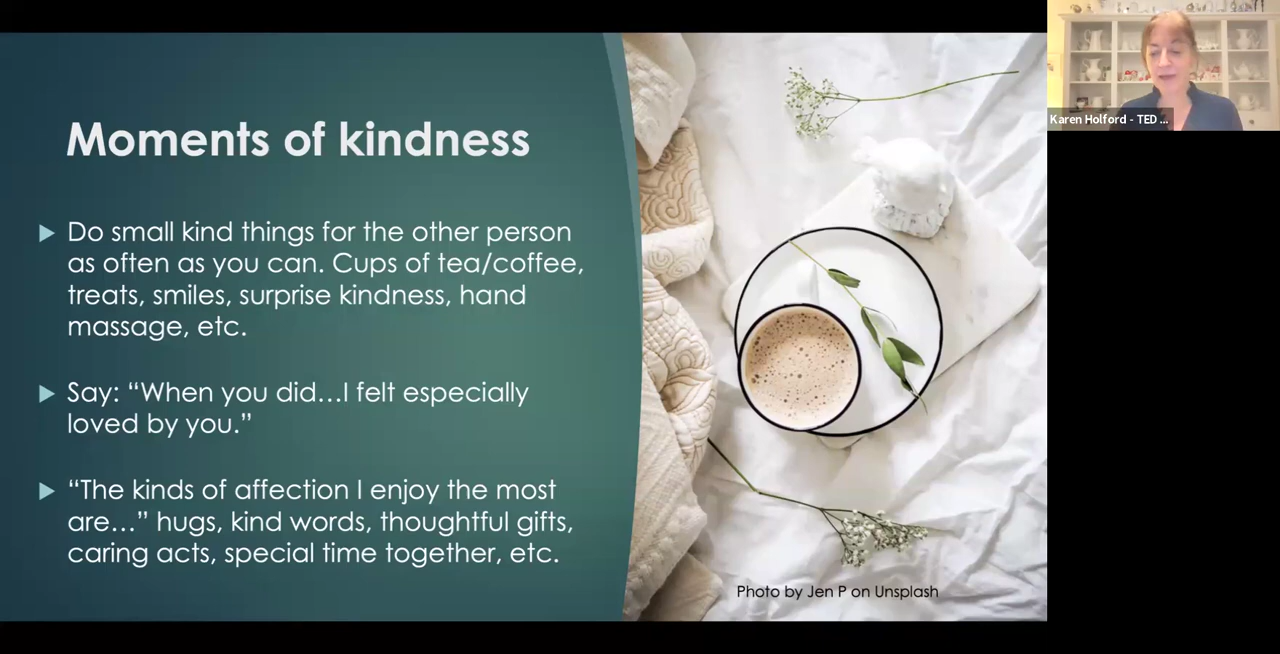 Moments of kindness
Do small kind things for the other person
as often as you can. Cups of tea/coffee,
treats, smiles, surprise kindness, hand
massage, etc.
Say: “When you did…I felt especially
loved by you.”
“The kinds of affection I enjoy the most
are…” hugs, kind words, thoughtful gifts,
caring acts, special time together, etc.
Photo by Jen P on Unsplash
Karen Holford - TED ...